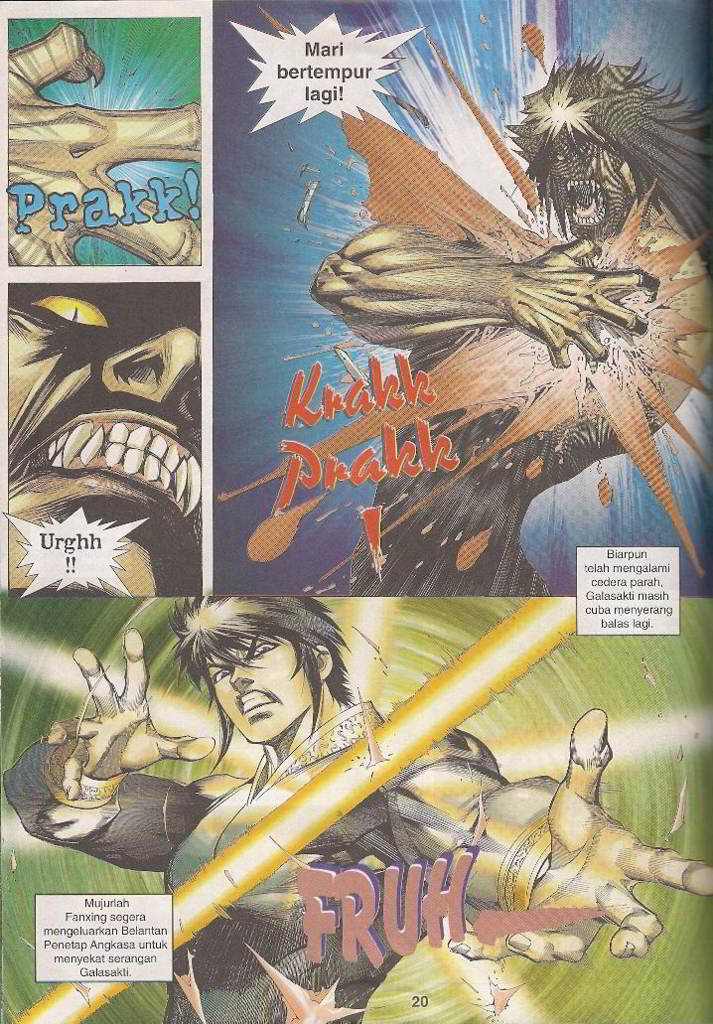 Prakk!
Urghh
!!
Mari
bertempur
lagi!
Krakk
Prakk
!
Biarpun
telah mengalami
cedera parah,
Galasakti masih
cuba menyerang
balas lagi.
Mujurlah
Fanxing segera
mengeluarkan Belantan
Penetap Angkasa untuk
menyekat serangan
Galasakti.
FRUH
20